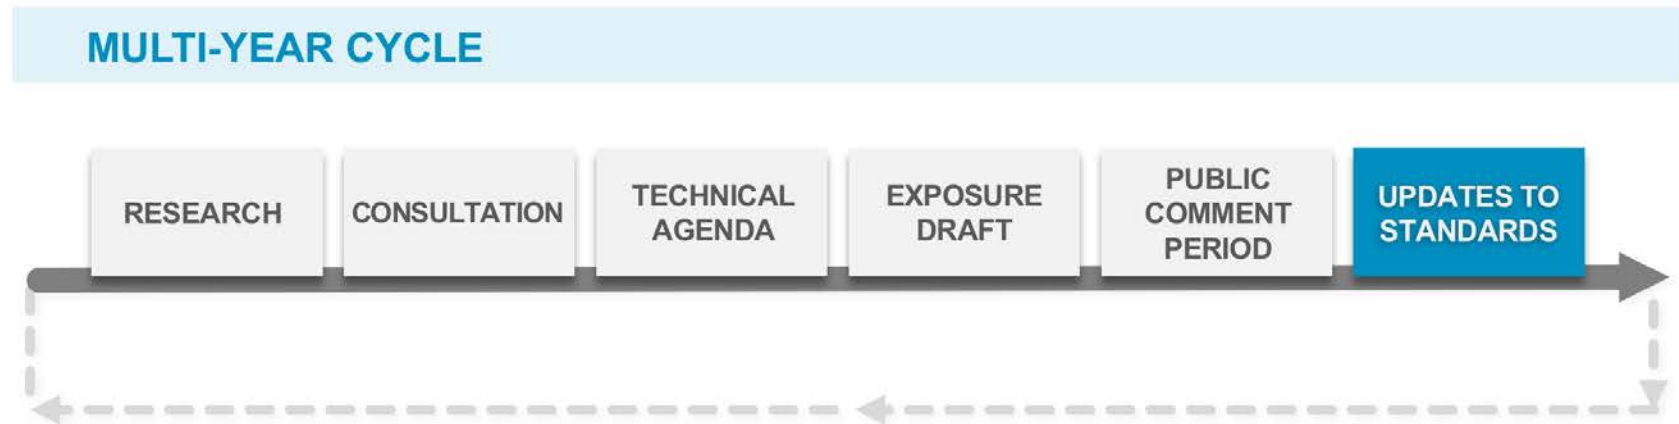 MULTI-YEAR CYCLE
RESEARCH
CONSULTATION
TECHNICAL
AGENDA
EXPOSURE
DRAFT
PUBLIC
COMMENT
PERIOD
UPDATES TO
STANDARDS